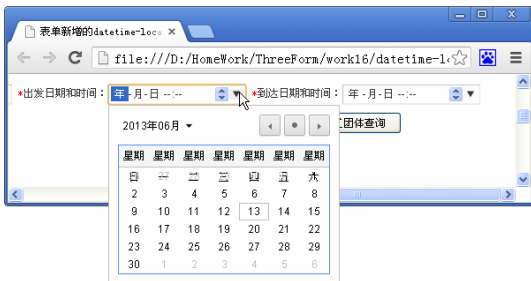 表单新增的datetime-loca ×
file:///D:/HomeWork/ThreeForm/work16/datetime-l
*出发日期和时间： 年-月-日 --:-- *到达日期和时间： 年-月-日 --:--
团体查询
2013年06月
星期 星期 星期 星期 星期 星期 星期
日 一 二 三 四 五 六
2 3 4 5 6 7 8
9 10 11 12 13 14 15
16 17 18 19 20 21 22
23 24 25 26 27 28 29
30 1 2 3 4 5 6